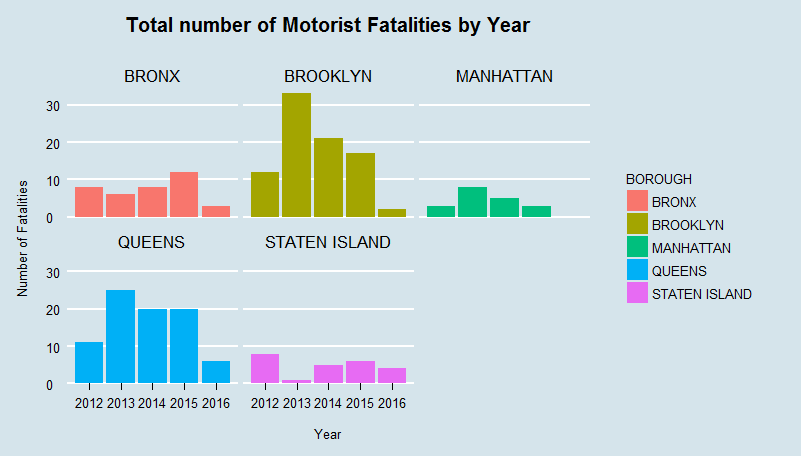 Total number of Motorist Fatalities by Year
BRONX
BROOKLYN
MANHATTAN
30
20
10
0
QUEENS
STATEN ISLAND
30
20
10
0
2012 2013 2014 2015 2016
2012 2013 2014 2015 2016
Year
Number of Fatalities
BOROUGH
BRONX
BROOKLYN
MANHATTAN
QUEENS
STATEN ISLAND